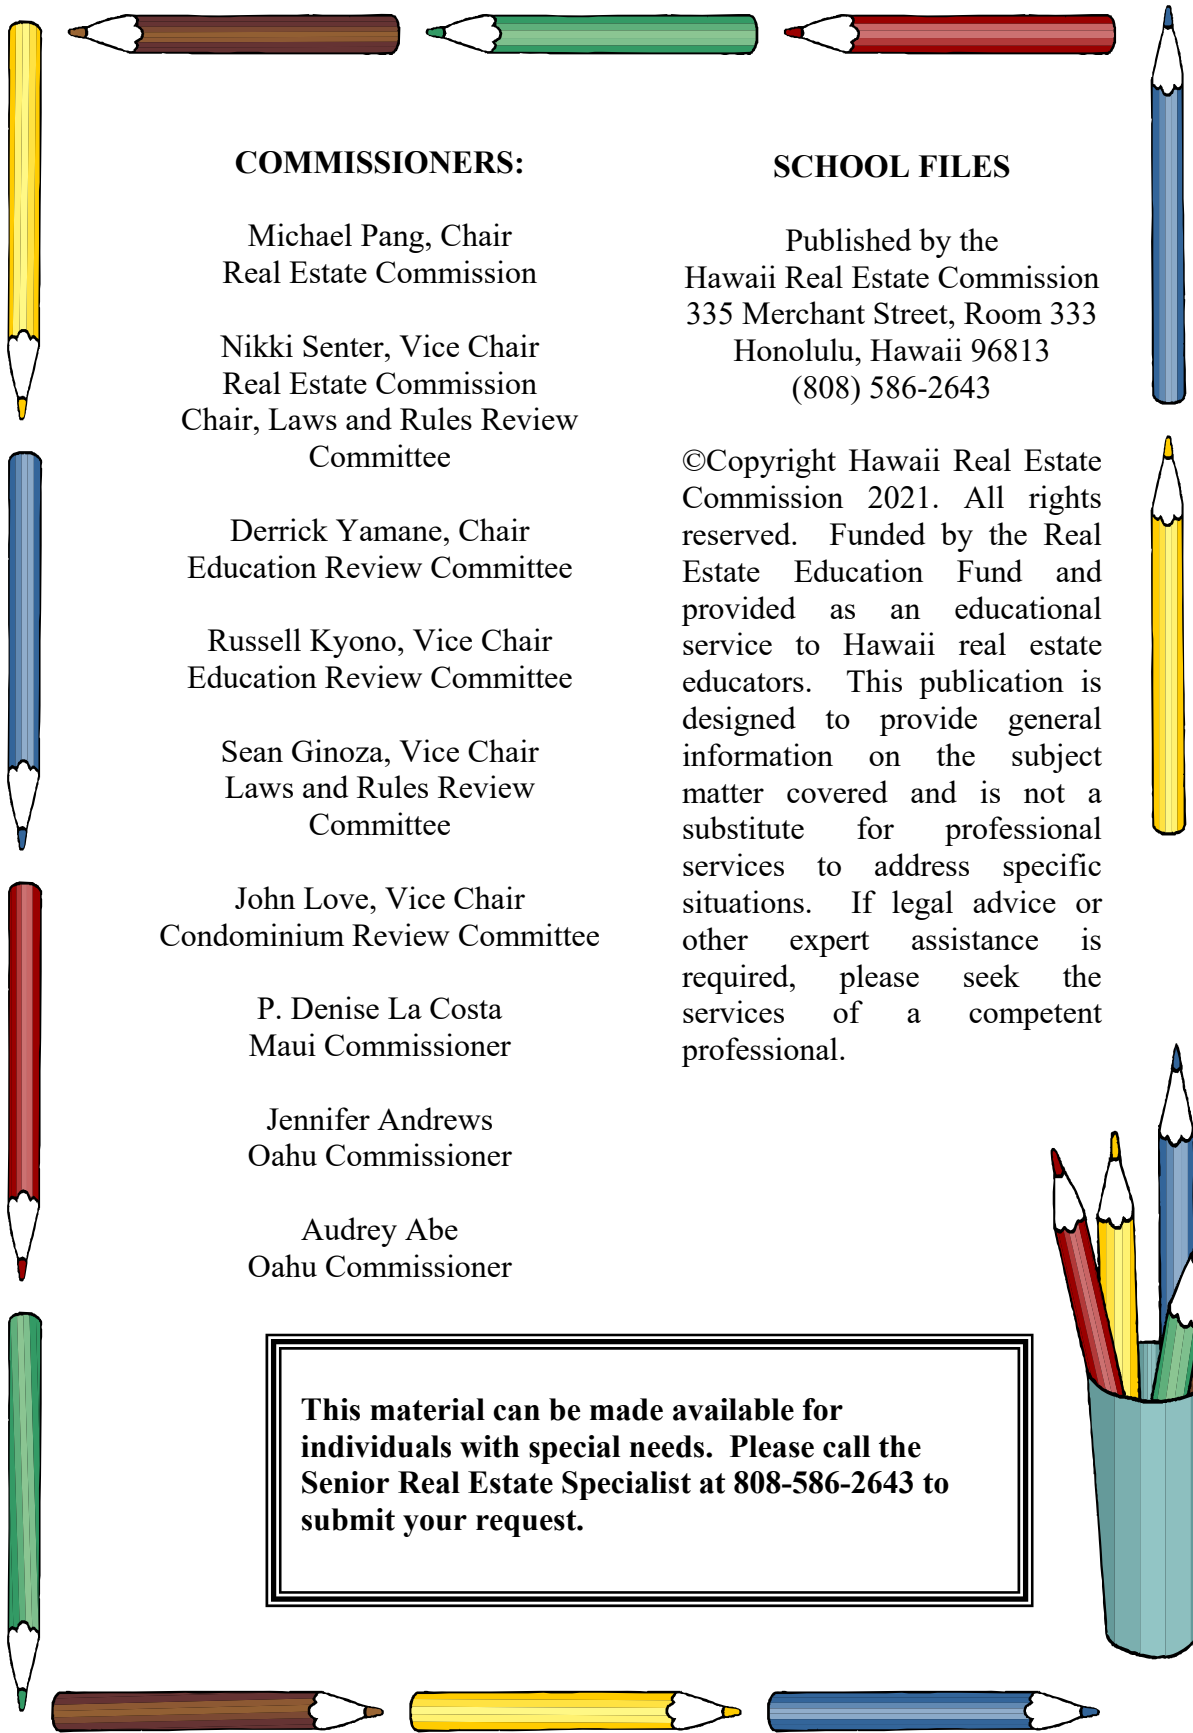 COMMISSIONERS:
Michael Pang, Chair
Real Estate Commission
Nikki Senter, Vice Chair
Real Estate Commission
Chair, Laws and Rules Review
Committee
Derrick Yamane, Chair
Education Review Committee
Russell Kyono, Vice Chair
Education Review Committee
Sean Ginoza, Vice Chair
Laws and Rules Review
Committee
John Love, Vice Chair
Condominium Review Committee
P. Denise La Costa
Maui Commissioner
Jennifer Andrews
Oahu Commissioner
Audrey Abe
Oahu Commissioner
SCHOOL FILES
Published by the
Hawaii Real Estate Commission
335 Merchant Street, Room 333
Honolulu, Hawaii 96813
(808) 586-2643
©Copyright Hawaii Real Estate
Commission 2021. All rights
reserved. Funded by the Real
Estate Education Fund and
provided as an educational
service to Hawaii real estate
educators. This publication is
designed to provide general
information on the subject
matter covered and is not a
substitute for professional
services to address specific
situations. If legal advice or
other expert assistance is
required, please seek the
services of a competent
professional.
This material can be made available for
individuals with special needs. Please call the
Senior Real Estate Specialist at 808-586-2643 to
submit your request.